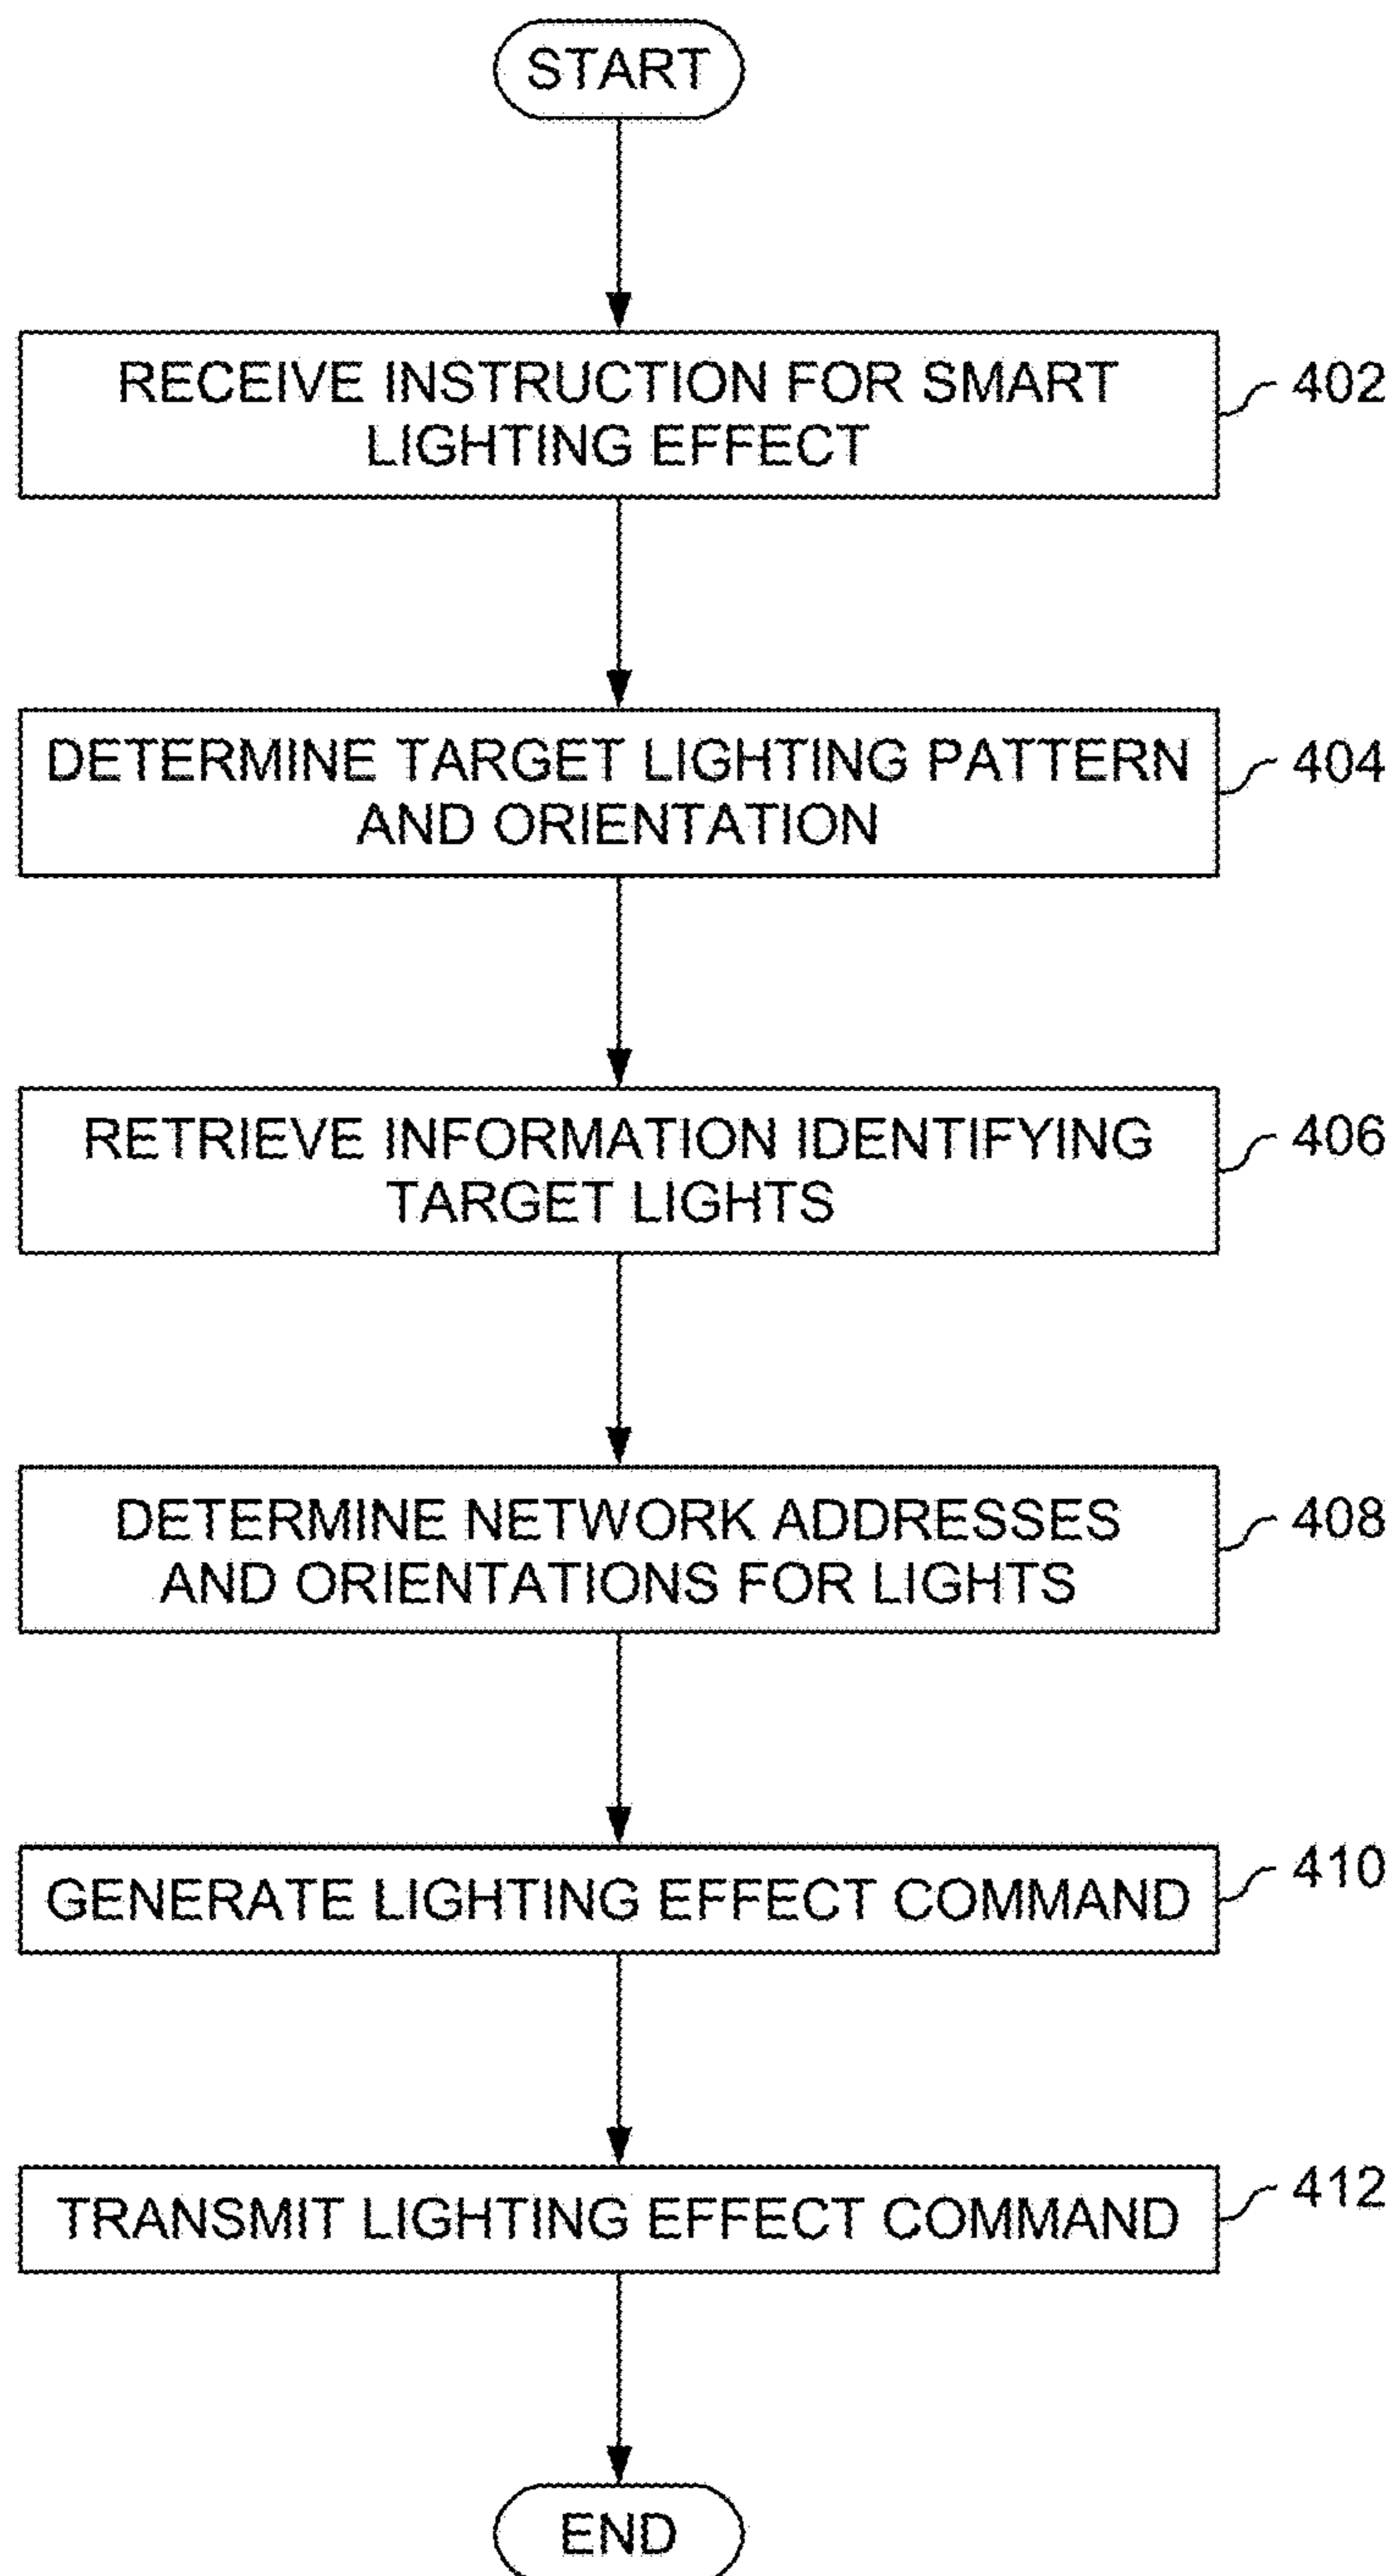 START
RECEIVE INSTRUCTION FOR SMART
LIGHTING EFFECT
402
DETERMINE TARGET LIGHTING PATTERN
AND ORIENTATION
404
RETRIEVE INFORMATION IDENTIFYING
TARGET LIGHTS
406
DETERMINE NETWORK ADDRESSES
AND ORIENTATIONS FOR LIGHTS
408
GENERATE LIGHTING EFFECT COMMAND
410
TRANSMIT LIGHTING EFFECT COMMAND
412
END